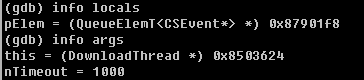 (gdb) info locals
pElem = (QueueElemT<CSEvent*> *) 0x87901f8
(gdb) info args
this = (DownloadThread *) 0x8503624
nTimeout = 1000